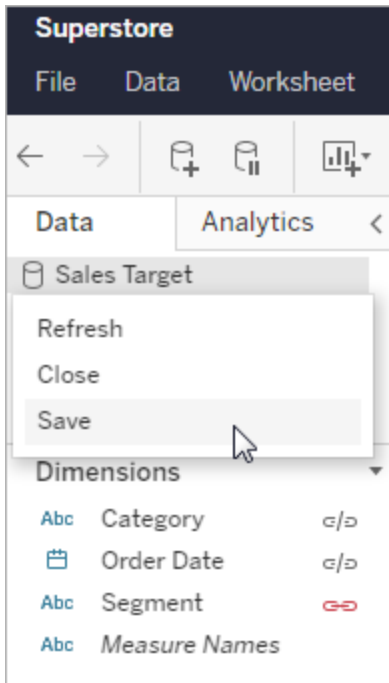 Superstore
File Data Worksheet
Data Analytics
Sales Target
Refresh
Close
Save
Dimensions
Abc Category
Order Date
Abc Segment
Abc Measure Names